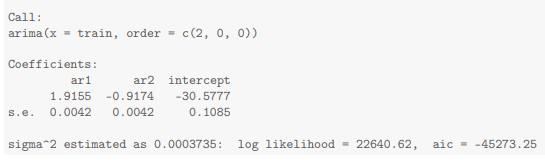 Call:
arima(x = train, order = c(2, 0, 0))
Coefficients:
ar1 ar2 intercept
1.9155 -0.9174 -30.5777
s.e. 0.0042 0.0042 0.1085
sigma^2 estimated as 0.0003735: log likelihood = 22640.62, aic = -45273.25